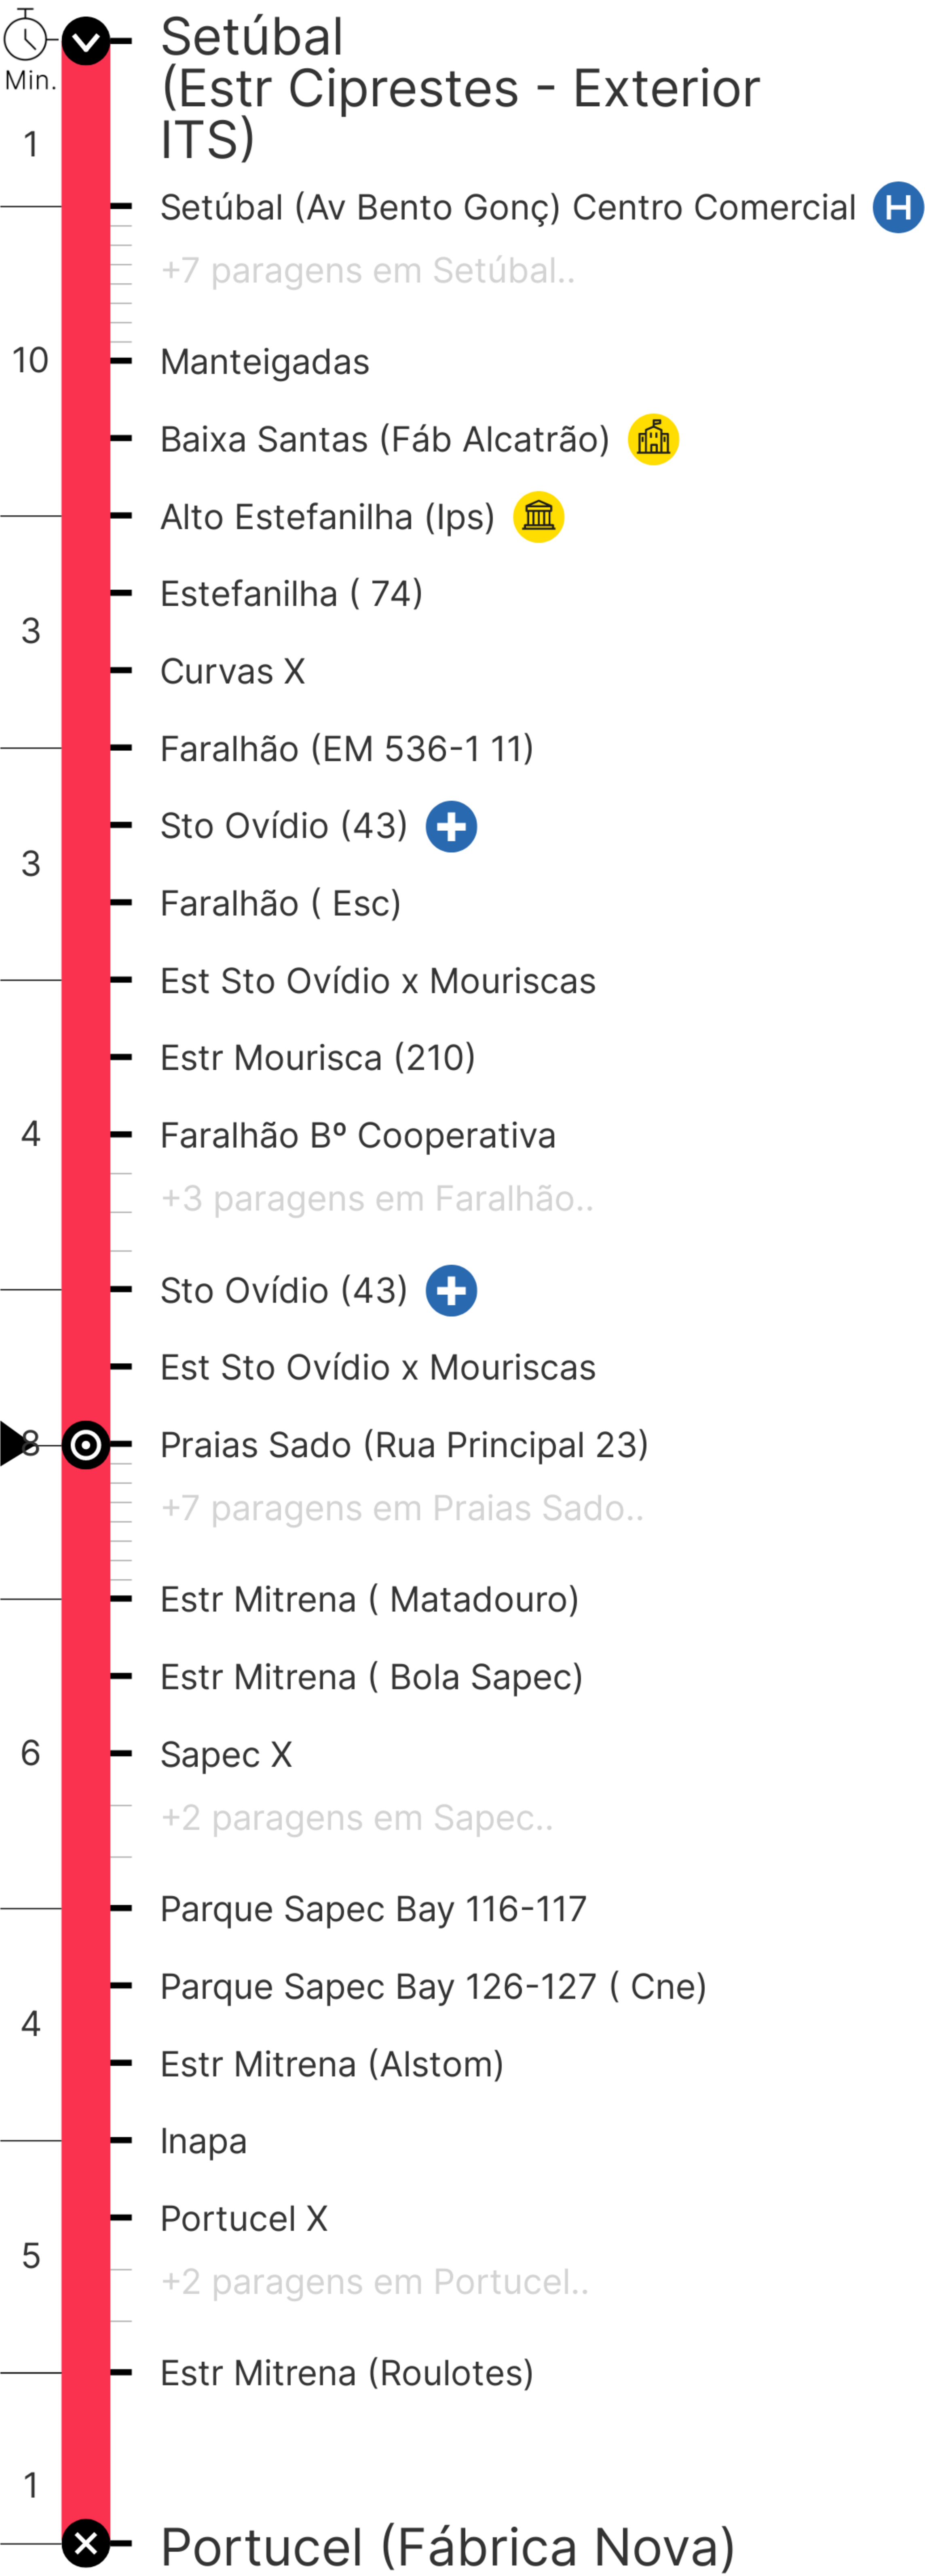 Setúbal
(Estr Ciprestes - Exterior
ITS)
Min.
1
Setúbal (Av Bento Gonç) Centro Comercial H
+7 paragens em Setúbal..
10 Manteigadas
Baixa Santas (Fáb Alcatrão)
Alto Estefanilha (Ips)
Estefanilha ( 74)
3
Curvas X
Faralhão (EM 536-1 11)
Sto Ovídio (43)
3
Faralhão ( Esc)
Est Sto Ovídio x Mouriscas
Estr Mourisca (210)
4 Faralhão Bº Cooperativa
+3 paragens em Faralhão..
Sto Ovídio (43)
Est Sto Ovídio x Mouriscas
8 Praias Sado (Rua Principal 23)
+7 paragens em Praias Sado..
Estr Mitrena ( Matadouro)
Estr Mitrena ( Bola Sapec)
6 Sapec X
+2 paragens em Sapec..
Parque Sapec Bay 116-117
Parque Sapec Bay 126-127 ( Cne)
4
Estr Mitrena (Alstom)
Inapa
Portucel X
5
+2 paragens em Portucel..
Estr Mitrena (Roulotes)
1
Portucel (Fábrica Nova)